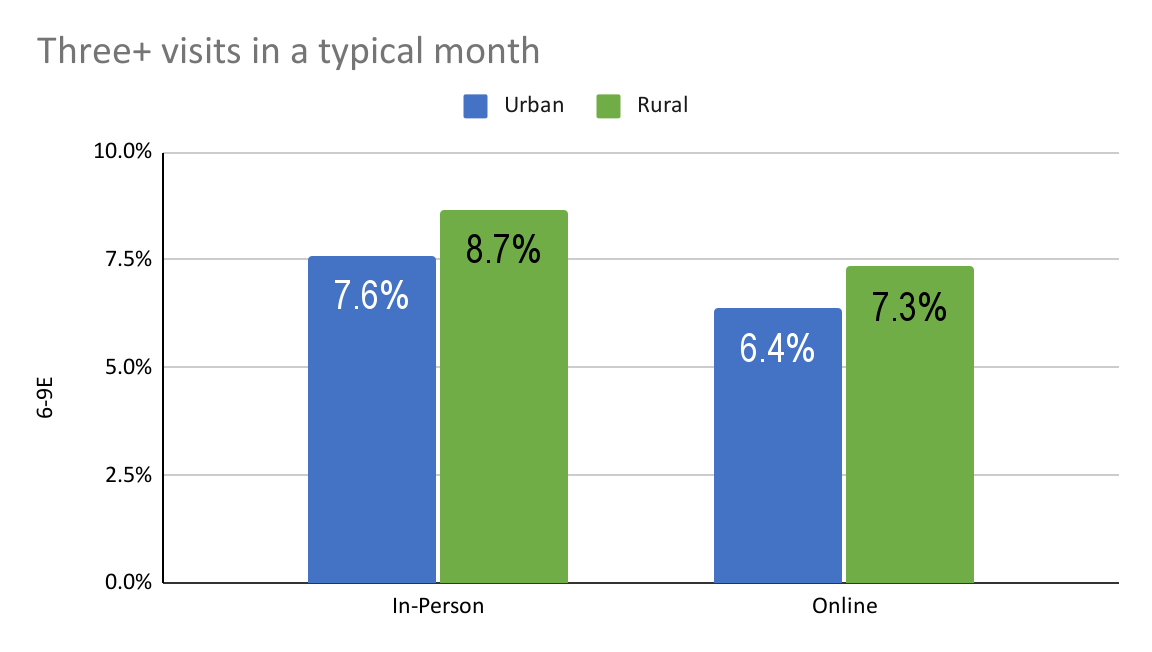 Three+ visits in a typical month
Urban Rural
10.0%
7.5%
5.0%
2.5%
0.0%
6-9E
7.6%
8.7%
6.4%
7.3%
In-Person Online